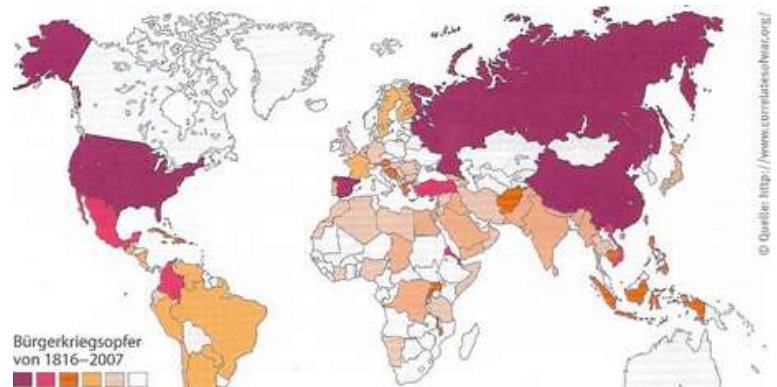 Bürgerkriegsopfer
von 1816–2007
© Quelle: http://www.correlatesofwar.org/